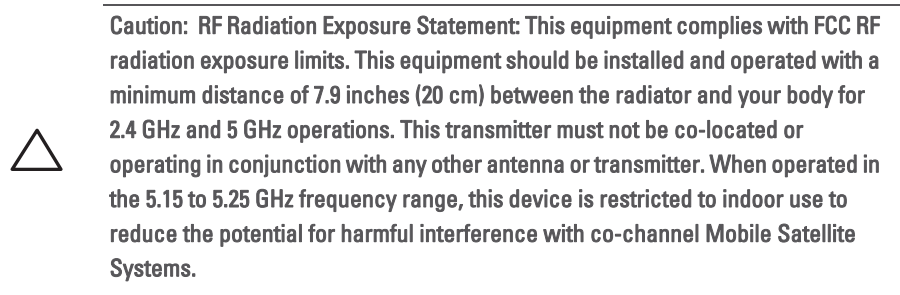 Caution:  RF Radiation Exposure Statement: This equipment complies with FCC RF
radiation exposure limits. This equipment should be installed and operated with a
minimum distance of 7.9 inches (20 cm) between the radiator and your body for
2.4 GHz and 5 GHz operations. This transmitter must not be co-located or
operating in conjunction with any other antenna or transmitter. When operated in
the 5.15 to 5.25 GHz frequency range, this device is restricted to indoor use to
reduce the potential for harmful interference with co-channel Mobile Satellite
Systems.